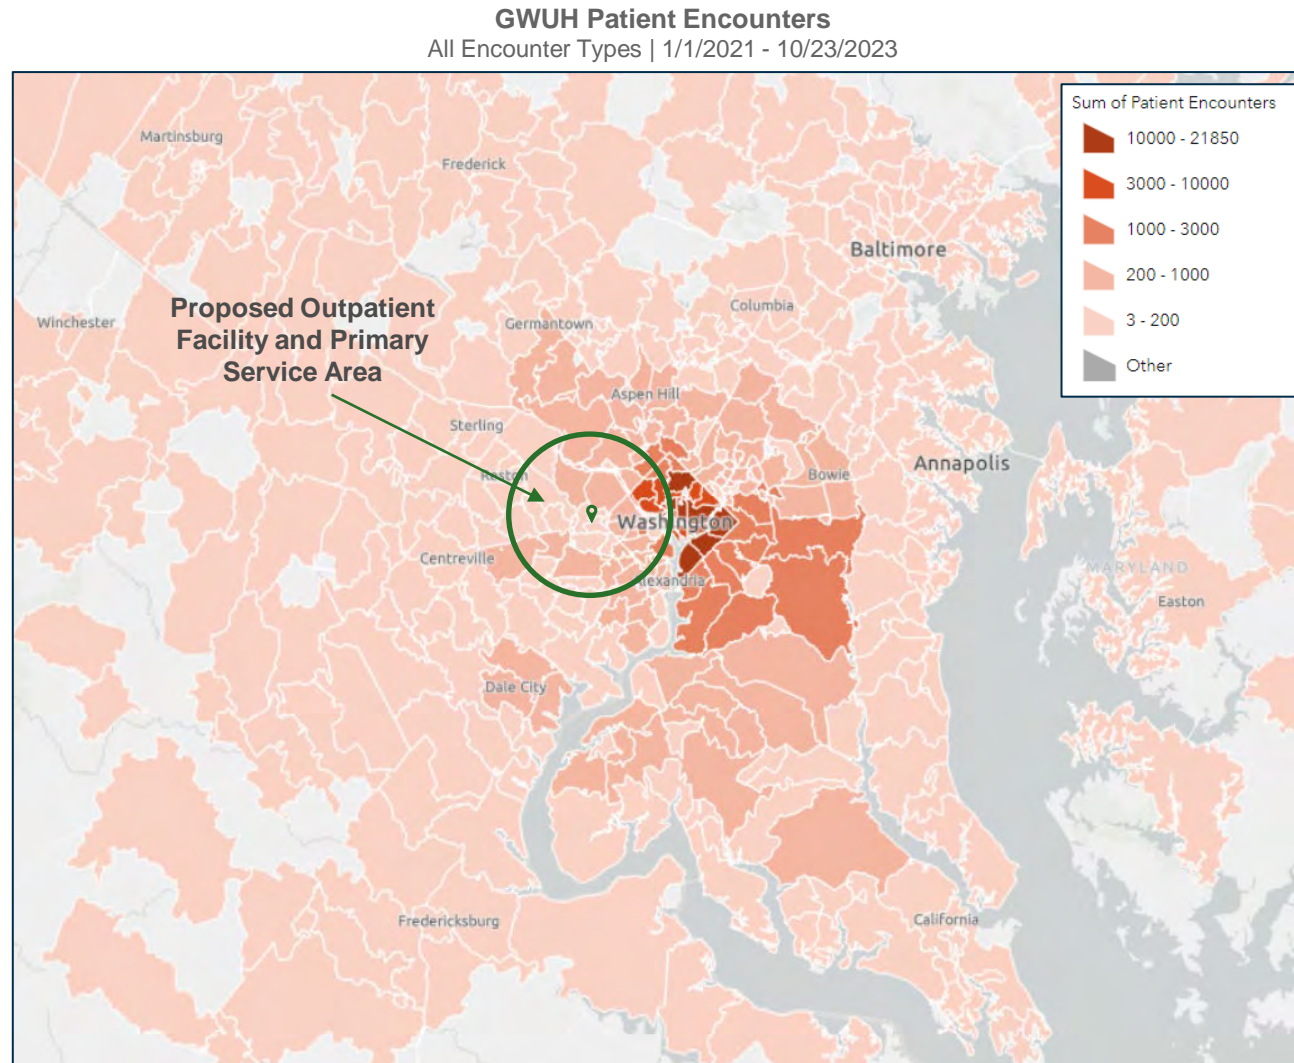 GWUH Patient Encounters
All Encounter Types | 1/1/2021 - 10/23/2023
Sum of Patient Encounters
10000 - 21850
3000 - 10000
1000 - 3000
200 - 1000
3 - 200
Other
Martinsburg
Frederick
Baltimore
Proposed Outpatient
Facility and Primary
Service Area
Columbia
Winchester
Germantown
Aspen Hill
Sterling
Reston
Bowie
Annapolis
Washington
Centreville
Alexandria
MARYLAND
Easton
Dale City
Fredericksburg
California